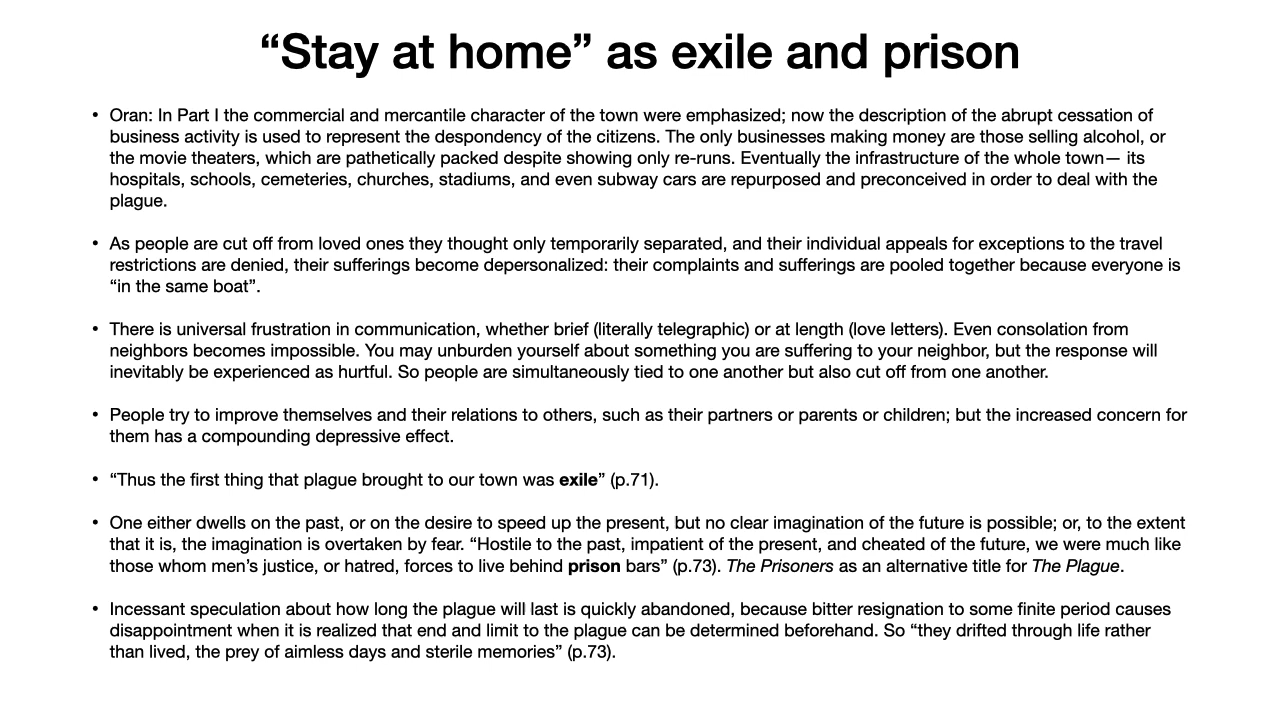 “Stay at home” as exile and prison
• Oran: In Part I the commercial and mercantile character of the town were emphasized; now the description of the abrupt cessation of
business activity is used to represent the despondency of the citizens. The only businesses making money are those selling alcohol, or
the movie theaters, which are pathetically packed despite showing only re-runs. Eventually the infrastructure of the whole town— its
hospitals, schools, cemeteries, churches, stadiums, and even subway cars are repurposed and preconceived in order to deal with the
plague.
• As people are cut off from loved ones they thought only temporarily separated, and their individual appeals for exceptions to the travel
restrictions are denied, their sufferings become depersonalized: their complaints and sufferings are pooled together because everyone is
“in the same boat”.
• There is universal frustration in communication, whether brief (literally telegraphic) or at length (love letters). Even consolation from
neighbors becomes impossible. You may unburden yourself about something you are suffering to your neighbor, but the response will
inevitably be experienced as hurtful. So people are simultaneously tied to one another but also cut off from one another.
• People try to improve themselves and their relations to others, such as their partners or parents or children; but the increased concern for
them has a compounding depressive effect.
• “Thus the first thing that plague brought to our town was exile” (p.71).
• One either dwells on the past, or on the desire to speed up the present, but no clear imagination of the future is possible; or, to the extent
that it is, the imagination is overtaken by fear. “Hostile to the past, impatient of the present, and cheated of the future, we were much like
those whom men’s justice, or hatred, forces to live behind prison bars” (p.73). The Prisoners as an alternative title for The Plague.
• Incessant speculation about how long the plague will last is quickly abandoned, because bitter resignation to some finite period causes
disappointment when it is realized that end and limit to the plague can be determined beforehand. So “they drifted through life rather
than lived, the prey of aimless days and sterile memories” (p.73).